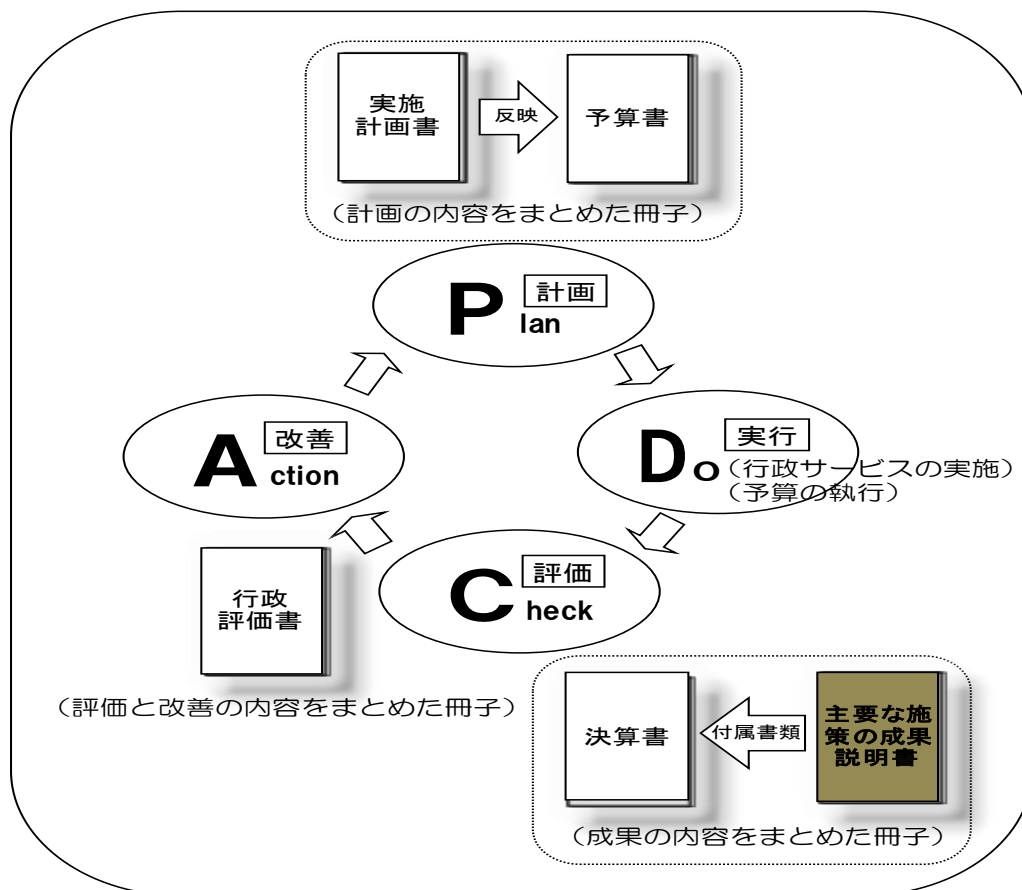 実施
計画書
反映
予算書
（計画の内容をまとめた冊子）
Plan
計画
Do
実行
（行政サービスの実施）
（予算の執行）
Check
評価
Action
改善
行政
評価書
（評価と改善の内容をまとめた冊子）
決算書
付属書類
主要な施
策の成果
説明書
（成果の内容をまとめた冊子）